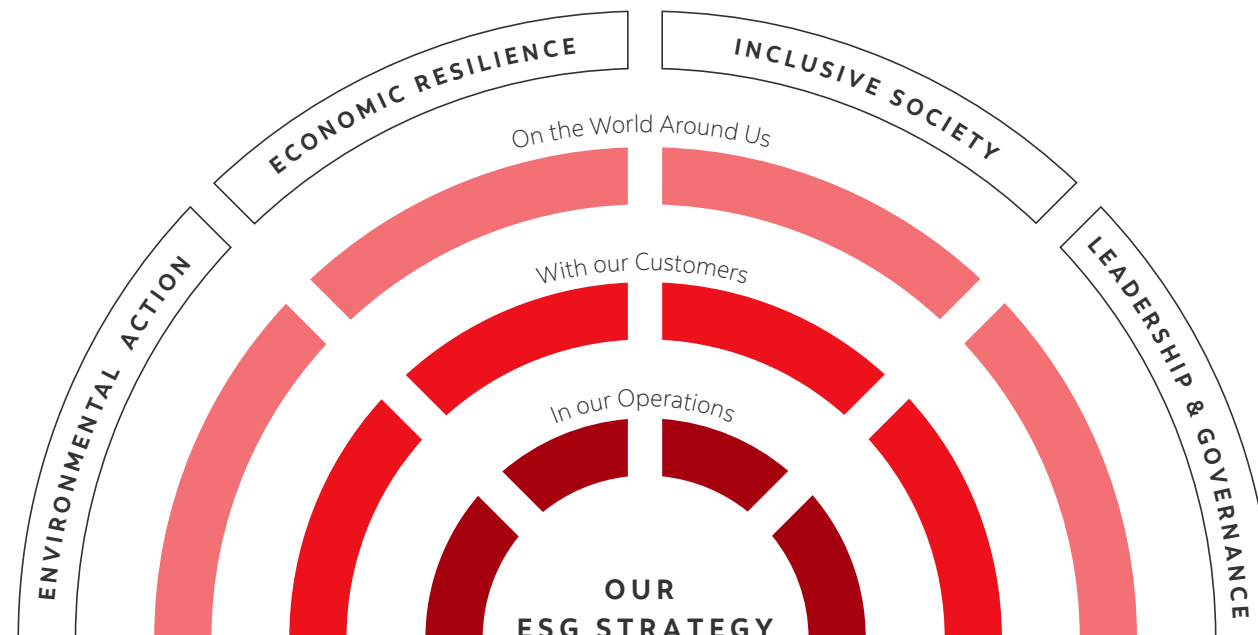 ENVIRONMENTAL ACTION
ECONOMIC RESILIENCE
INCLUSIVE SOCIETY
LEADERSHIP & GOVERNANCE
On the World Around Us
With our Customers
In our Operations
OUR
ESG STRATEGY